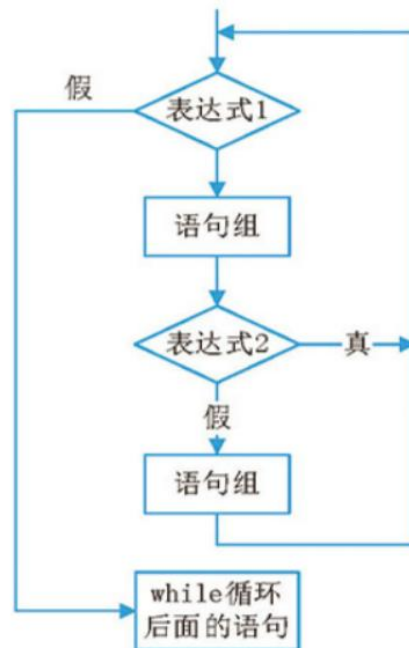 假
表达式1
语句组
表达式2
真
假
语句组
while循环
后面的语句